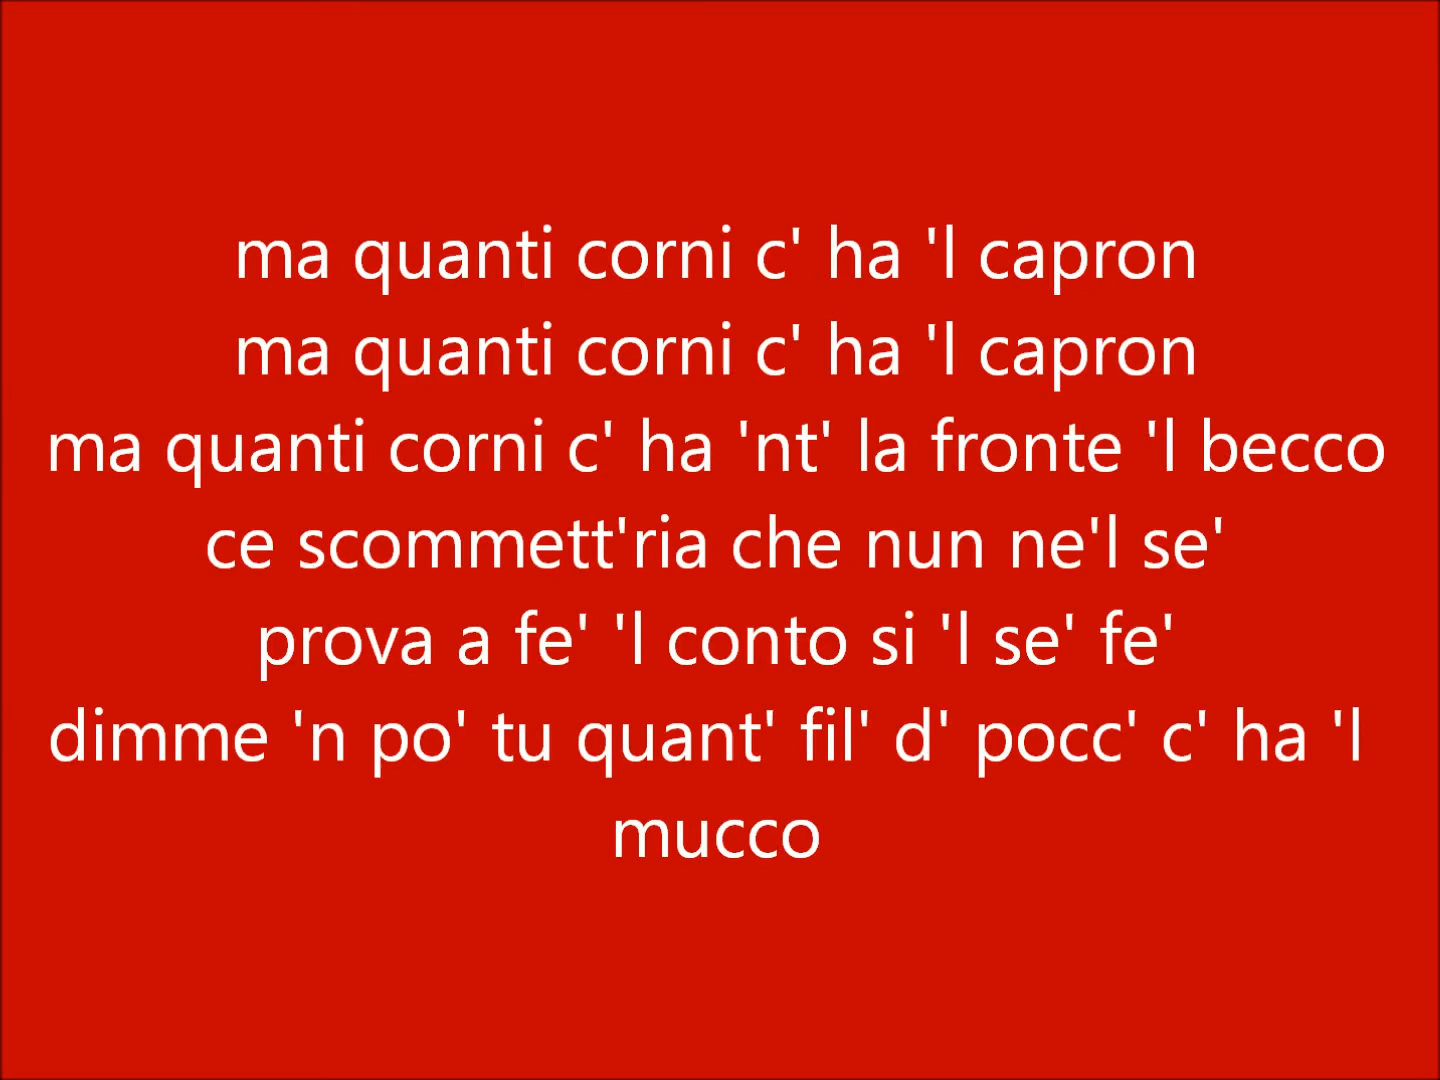 ma quanti corni c' ha 'l capron
ma quanti corni c' ha 'l capron
ma quanti corni c' ha 'nt' la fronte 'l becco
ce scommett'ria che nun ne'l se'
prova a fe' 'l conto si 'l se' fe'
dimme 'n po' tu quant' fil' d' pocc' c' ha 'l
mucco